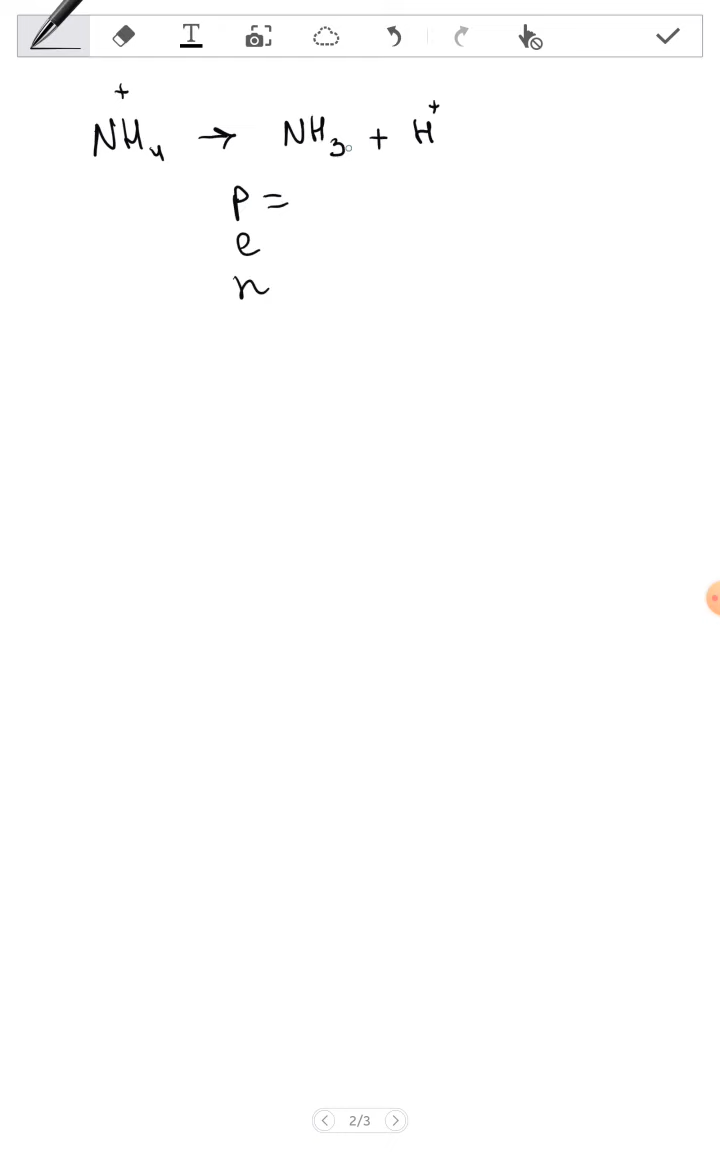 T
NH₄⁺ → NH₃ + H⁺
P =
e
n
2/3